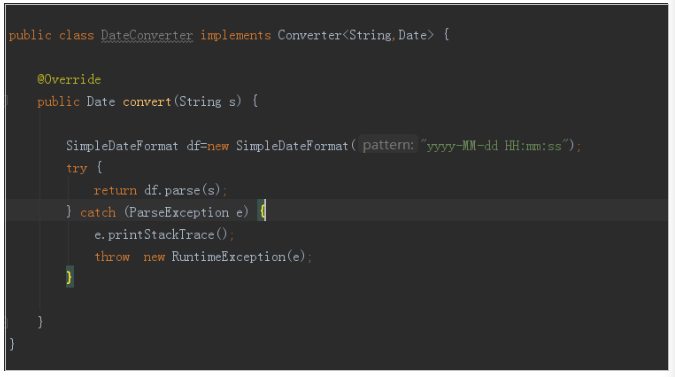 public class DateConverter implements Converter<String,Date> {
@Override
public Date convert(String s) {
SimpleDateFormat df=new SimpleDateFormat( pattern: "yyyy-MM-dd HH:mm:ss");
try {
return df.parse(s);
} catch (ParseException e) {
e.printStackTrace();
throw  new RuntimeException(e);
}
}
}